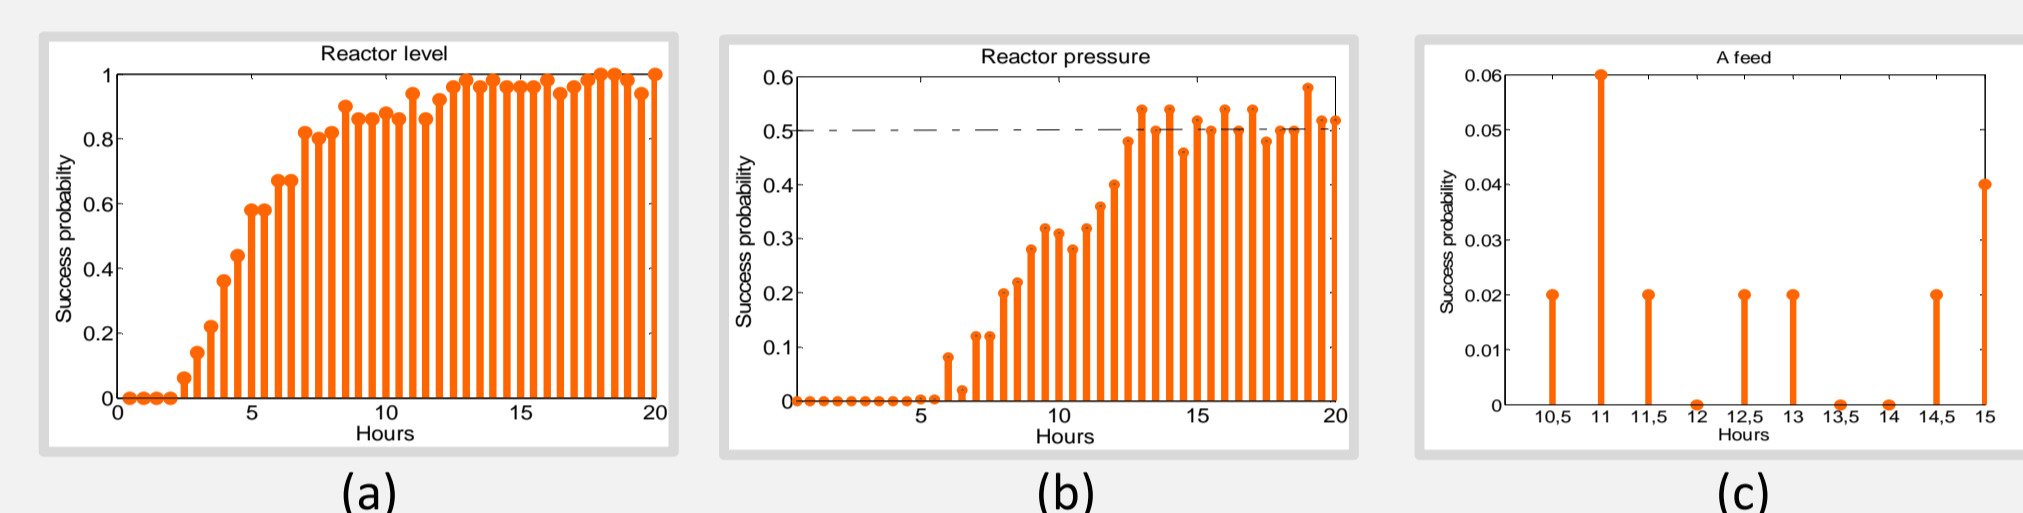 Reactor level
1
0.8
0.6
0.4
0.2
0
Success probabilty
0 5 10 15 20
Hours
(a)
Reactor pressure
0.6
0.5
0.4
0.3
0.2
0.1
0
Success probability
5 10 15 20
Hours
(b)
A feed
0.06
0.05
0.04
0.03
0.02
0.01
0
Success probability
10,5 11 11,5 12 12,5 13 13,5 14 14,5 15
Hours
(c)